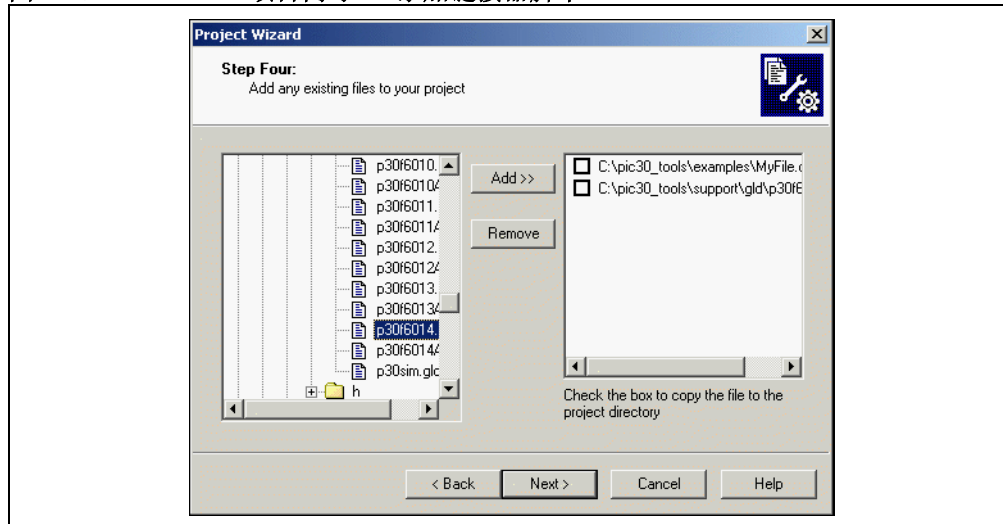 Project Wizard
Step Four:
Add any existing files to your project
p30f6010.
p30f6010A
p30f6011.
p30f6011A
p30f6012.
p30f6012A
p30f6013.
p30f6013A
p30f6014.
p30f6014A
p30sim.glc
h
Add >>
Remove
C:\pic30_tools\examples\MyFile.c
C:\pic30_tools\support\gld\p30f6
Check the box to copy the file to the
project directory
< Back
Next >
Cancel
Help